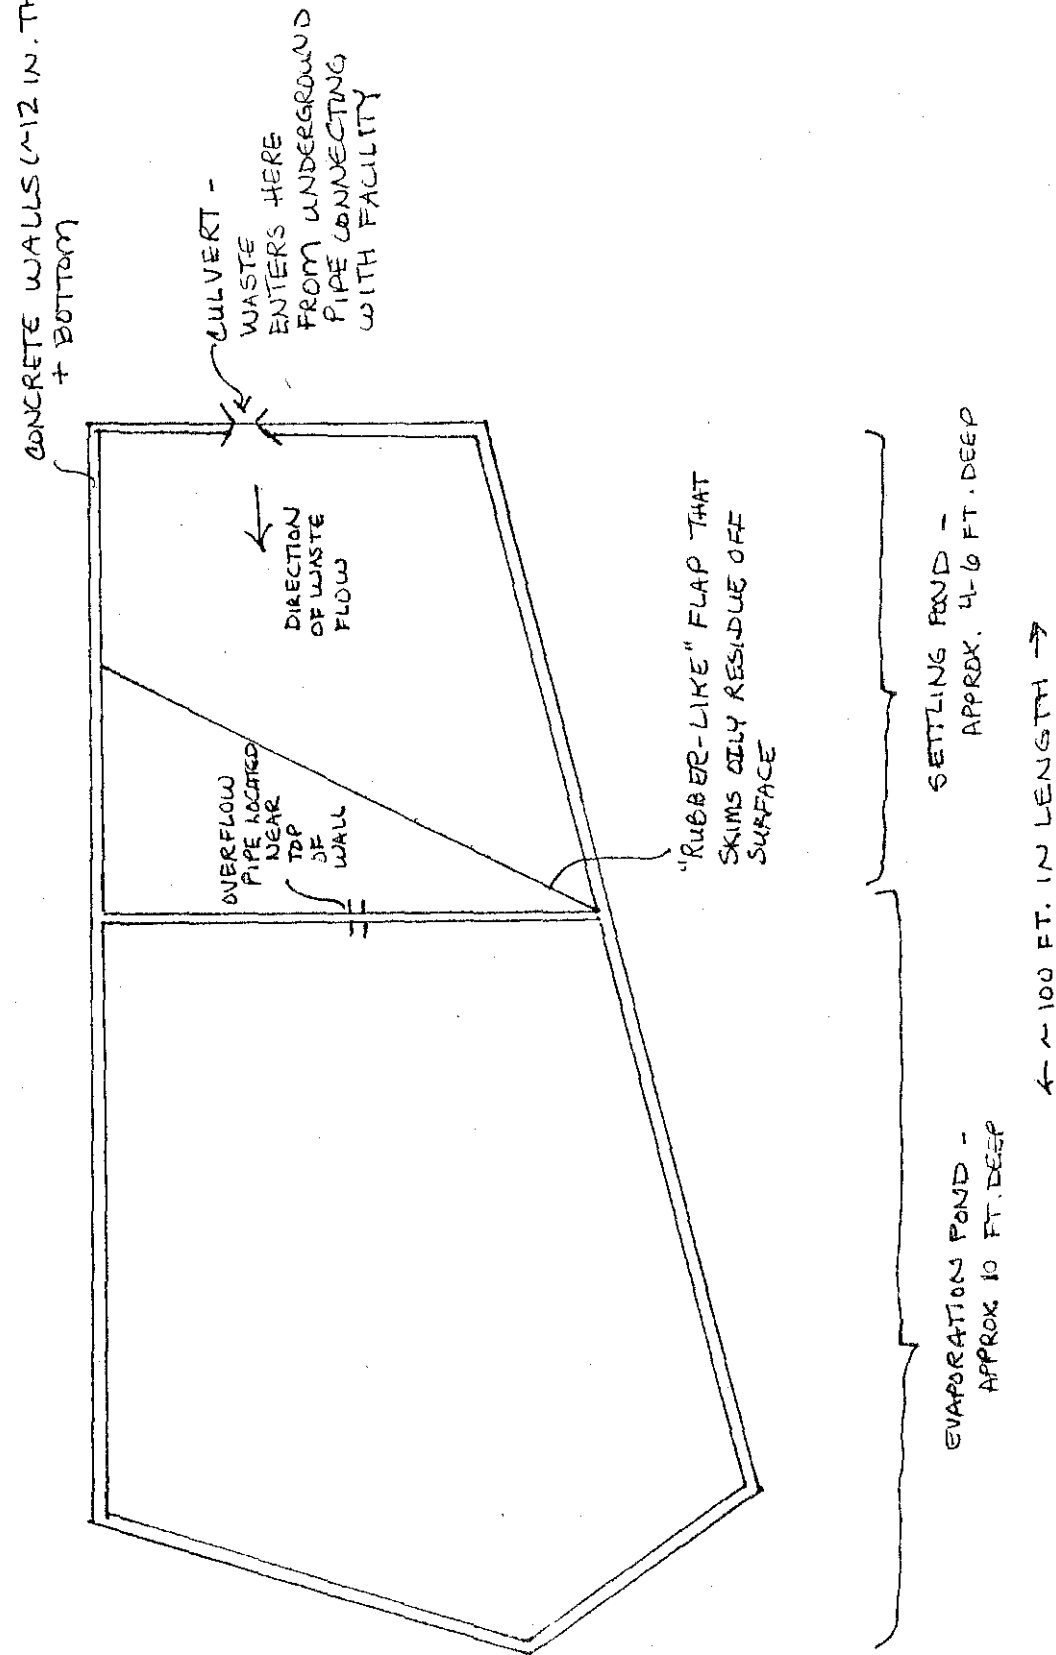 CONCRETE WALLS (~12 IN.
+ BOTTOM
CULVERT -
WASTE
ENTERS HERE
FROM UNDERGROUND
PIPE CONNECTING
WITH FACILITY
DIRECTION
OF WASTE
FLOW
OVERFLOW
PIPE LOCATED
NEAR
TOP
OF
WALL
"RUBBER-LIKE" FLAP THAT
SKIMS OILY RESIDUE OFF
SURFACE
SETTLING POND -
APPROX. 4-6 FT. DEEP
EVAPORATION POND -
APPROX. 10 FT. DEEP
← ~ 100 FT. IN LENGTH →